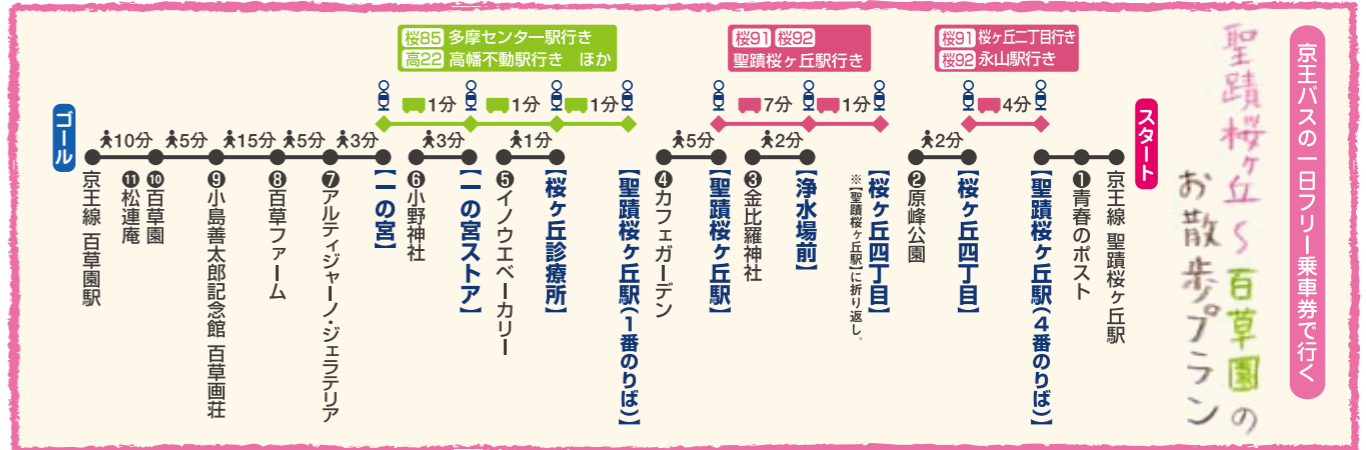 京王バスの一日フリー乗車券で行く
聖蹟桜ヶ丘~百草園の
お散歩プラン
スタート
京王線 聖蹟桜ヶ丘駅
❶青春のポスト
【聖蹟桜ヶ丘駅(4番のりば)】
桜91 桜ヶ丘二丁目行き
桜92 永山駅行き
4分
【桜ヶ丘四丁目】
2分
❷原峰公園
桜91 桜92
聖蹟桜ヶ丘駅行き
【桜ヶ丘四丁目】
※【聖蹟桜ヶ丘駅】に折り返し。
1分
【浄水場前】
2分
❸金比羅神社
7分
【聖蹟桜ヶ丘駅】
5分
❹カフェガーデン
桜85 多摩センター駅行き
高22 高幡不動駅行き ほか
【聖蹟桜ヶ丘駅(1番のりば)】
1分
【桜ヶ丘診療所】
1分
❺イノウエベーカリー
1分
【一の宮ストア】
3分
❻小野神社
1分
【一の宮】
3分
❼アルティジャーノ・ジェラテリア
5分
❽百草ファーム
15分
❾小島善太郎記念館 百草画荘
5分
❿百草園
⓫松連庵
10分
京王線 百草園駅
ゴール